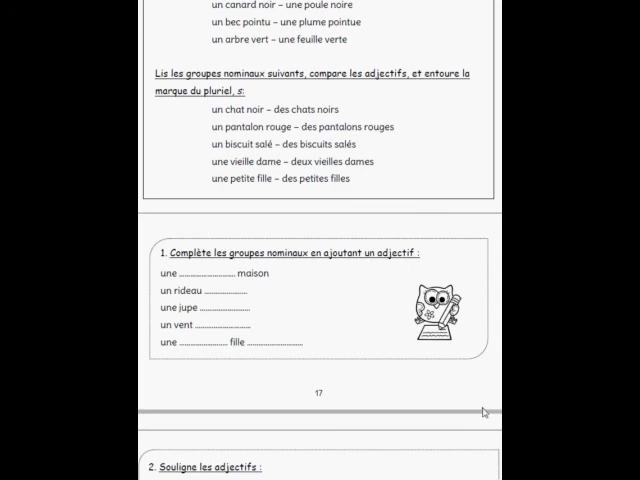 un canard noir – une poule noire
un bec pointu – une plume pointue
un arbre vert – une feuille verte
Lis les groupes nominaux suivants, compare les adjectifs, et entoure la
marque du pluriel, s:
un chat noir – des chats noirs
un pantalon rouge – des pantalons rouges
un biscuit salé – des biscuits salés
une vieille dame – deux vieilles dames
une petite fille – des petites filles
1. Complète les groupes nominaux en ajoutant un adjectif :
une ............................ maison
un rideau .....................
une jupe .........................
un vent ...........................
une ........................ fille ............................
17
2. Souligne les adjectifs :